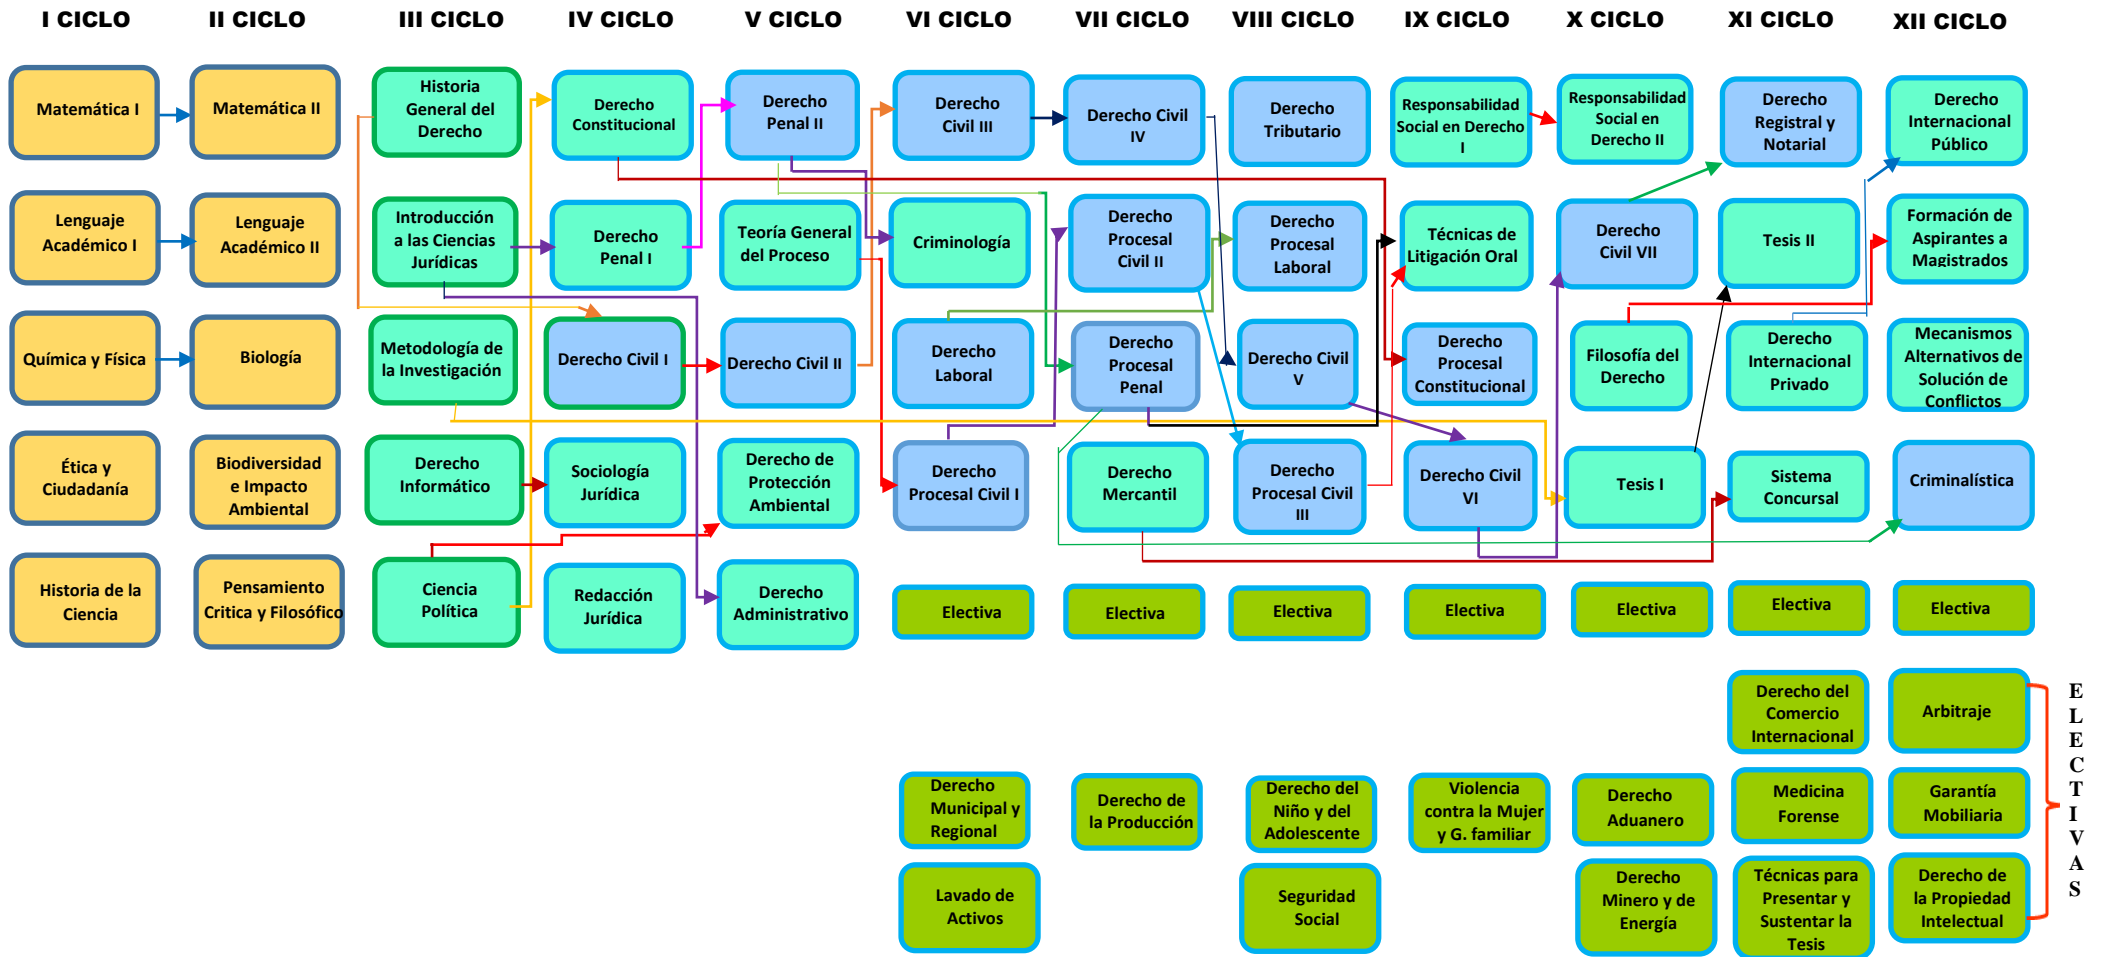 I CICLO
II CICLO
III CICLO
IV CICLO
V CICLO
VI CICLO
VII CICLO
VIII CICLO
IX CICLO
X CICLO
XI CICLO
XII CICLO
Matemática I
Matemática II
Historia
General del
Derecho
Derecho
Constitucional
Derecho
Penal II
Derecho
Civil III
Derecho Civil
IV
Derecho
Tributario
Responsabilidad
Social en Derecho
I
Responsabilidad
Social en
Derecho II
Derecho
Registral y
Notarial
Derecho
Internacional
Público
Lenguaje
Académico I
Lenguaje
Académico II
Introducción
a las Ciencias
Jurídicas
Derecho
Penal I
Teoría General
del Proceso
Criminología
Derecho
Procesal
Civil II
Derecho
Procesal
Laboral
Técnicas de
Litigación Oral
Derecho
Civil VII
Tesis II
Formación de
Aspirantes a
Magistrados
Química y Física
Biología
Metodología de
la Investigación
Derecho Civil I
Derecho Civil II
Derecho
Laboral
Derecho
Procesal
Penal
Derecho Civil
V
Derecho
Procesal
Constitucional
Filosofía del
Derecho
Derecho
Internacional
Privado
Mecanismos
Alternativos de
Solución de
Conflictos
Ética y
Ciudadanía
Biodiversidad
e Impacto
Ambiental
Derecho
Informático
Sociología
Jurídica
Derecho de
Protección
Ambiental
Derecho
Procesal Civil I
Derecho
Mercantil
Derecho
Procesal Civil
III
Derecho Civil
VI
Tesis I
Sistema
Concursal
Criminalística
Historia de la
Ciencia
Pensamiento
Critica y Filosófico
Ciencia
Política
Redacción
Jurídica
Derecho
Administrativo
Electiva
Electiva
Electiva
Electiva
Electiva
Electiva
Electiva
Derecho del
Comercio
Internacional
Arbitraje
Derecho
Municipal y
Regional
Derecho de
la Producción
Derecho del
Niño y del
Adolescente
Violencia
contra la Mujer
y G. familiar
Derecho
Aduanero
Medicina
Forense
Garantía
Mobiliaria
Lavado de
Activos
Seguridad
Social
Derecho
Minero y de
Energía
Técnicas para
Presentar y
Sustentar la
Tesis
Derecho de
la Propiedad
Intelectual
E
L
E
C
T
I
V
A
S